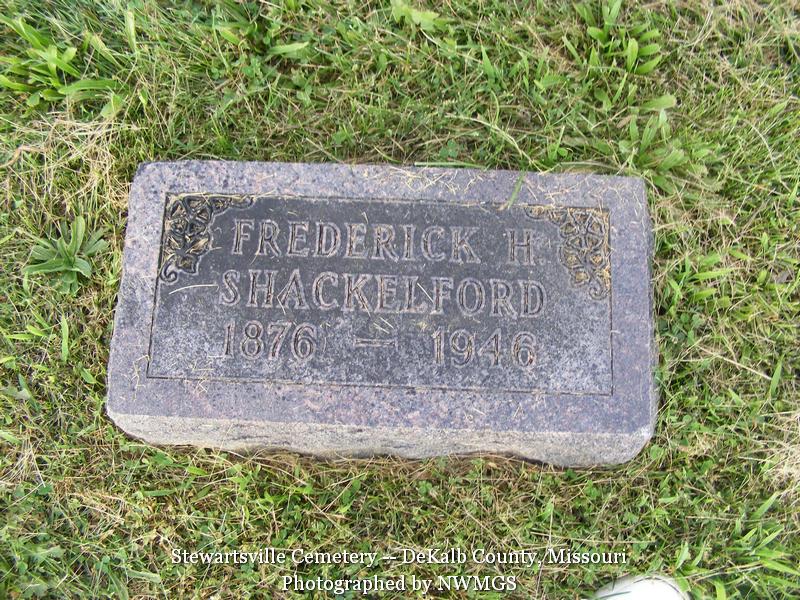 FREDERICK H.
SHACKELFORD
1876 — 1946
Stewartsville Cemetery -- DeKalb County, Missouri
Photographed by NWMGS